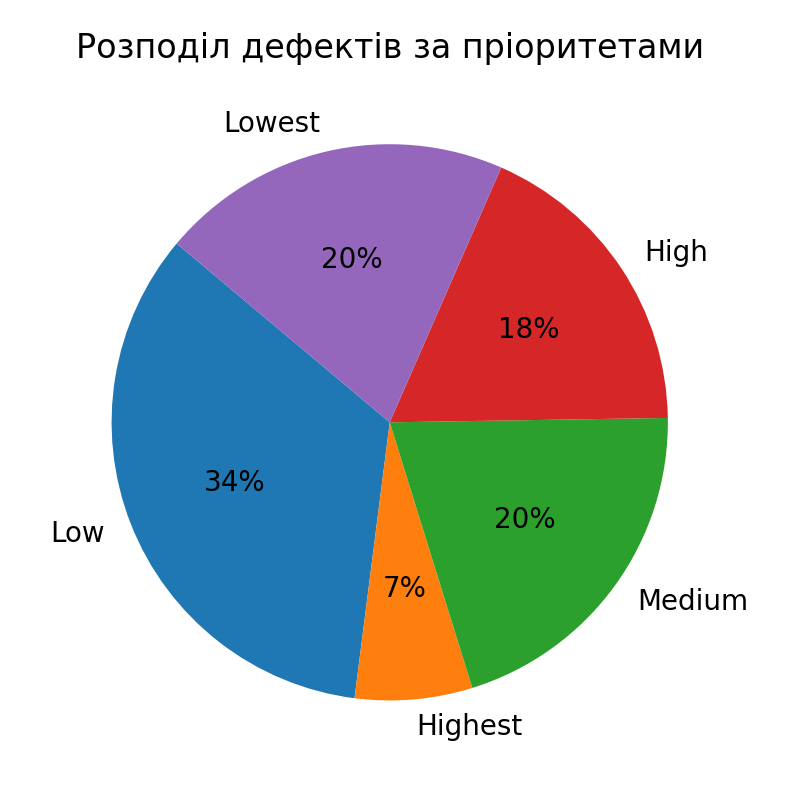 Розподіл дефектів за пріоритетами
Lowest
20%
High
18%
34%
Low
20%
7%
Medium
Highest